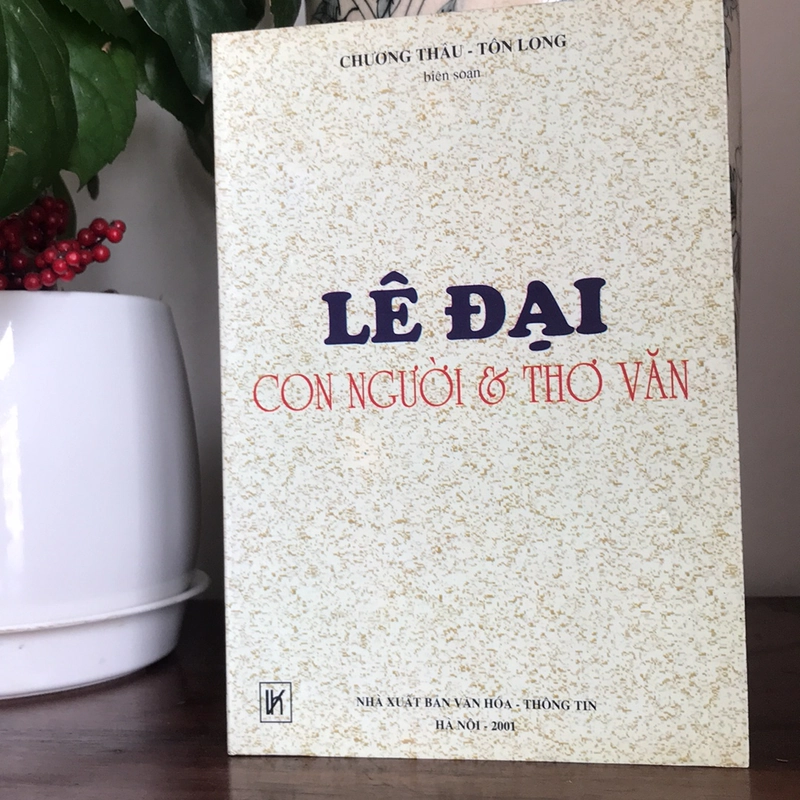 CHƯƠNG THÂU - TÔN LONG
biên soạn
LÊ ĐẠI
CON NGƯỜI & THƠ VĂN
NHÀ XUẤT BẢN VĂN HÓA - THÔNG TIN
HÀ NỘI - 2001